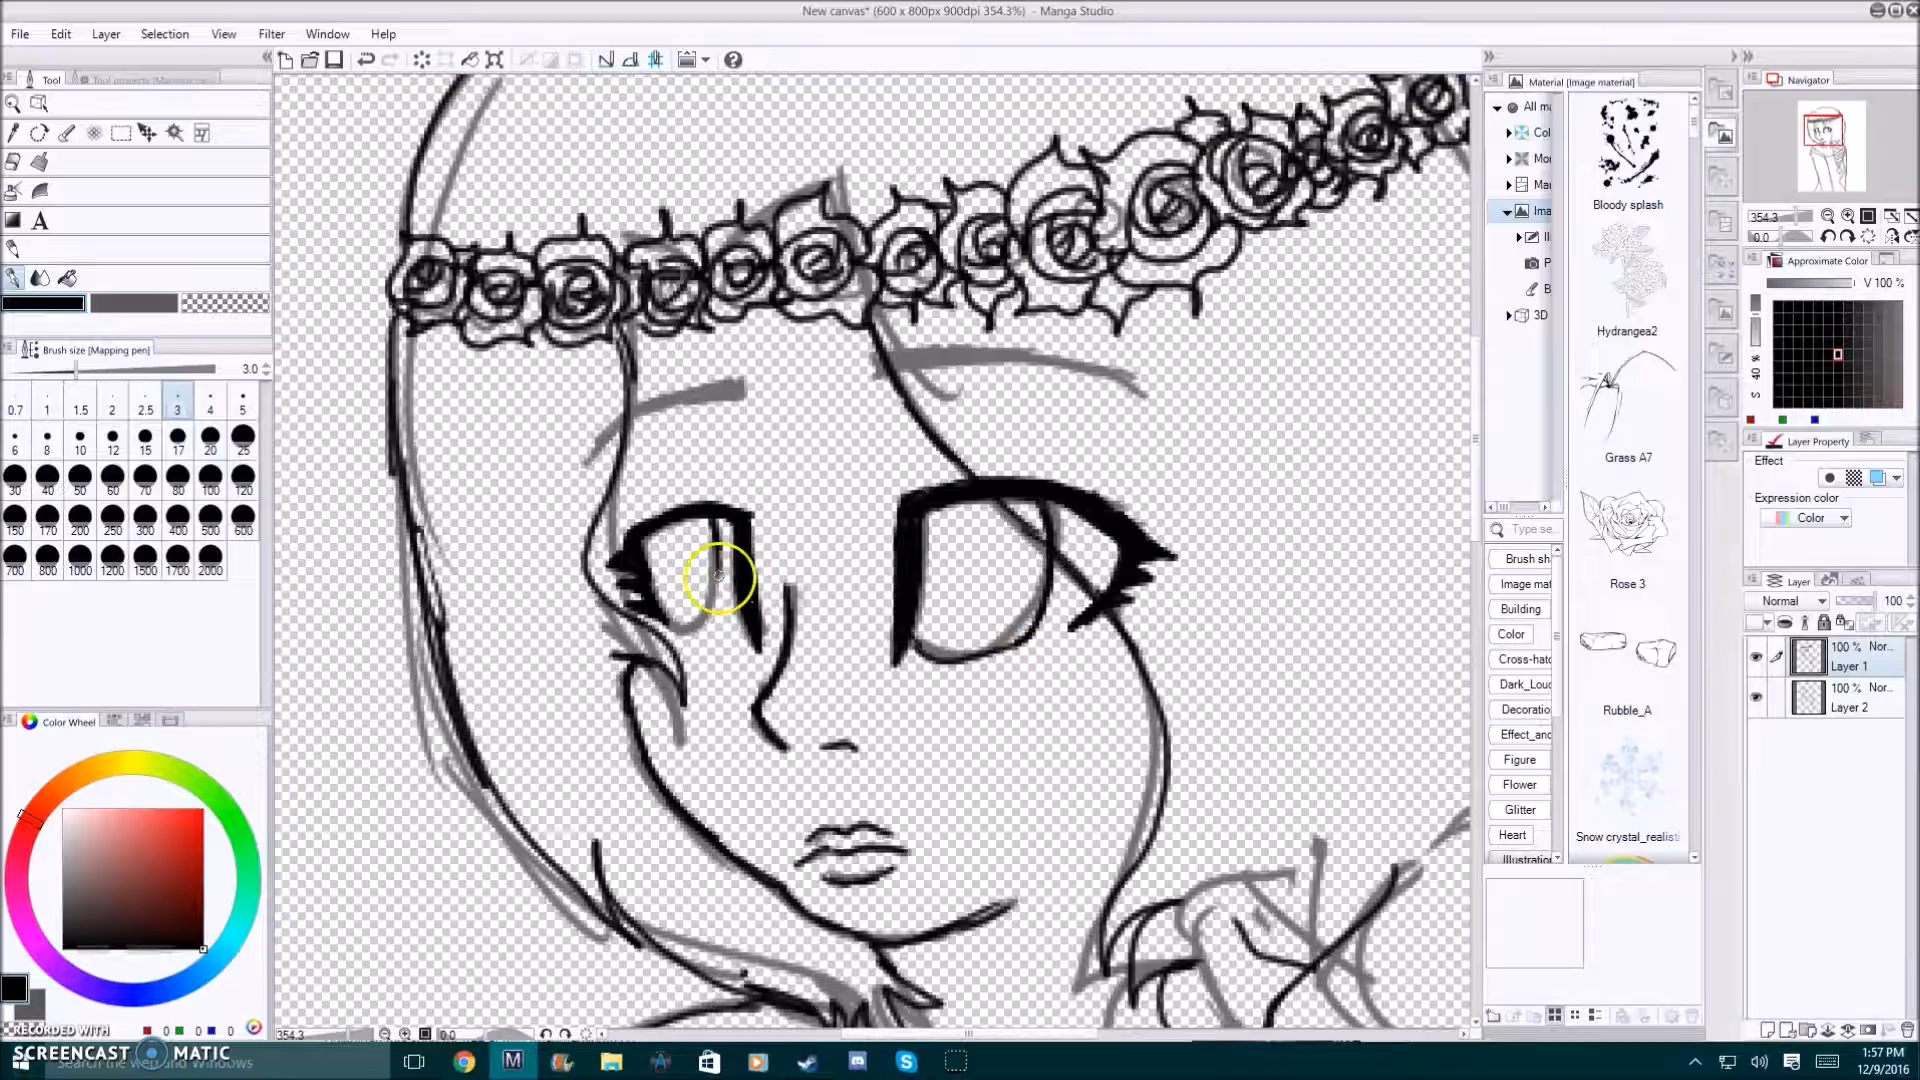 New canvas* (600 x 800px 900dpi 354.3%) - Manga Studio
File Edit Layer Selection View Filter Window Help
Tool
Material [Image material]
Navigator
All ma
Col
Mor
Ima
P
B
3D
A
Bloody splash
Hydrangea2
Grass A7
Rose 3
Rubble_A
Snow crystal_realisti
354.3
0.0
Approximate Color
V 100 %
40 %
S
Brush size [Mapping pen]
3.0
0.7 1 1.5 2 2.5 3 4 5
6 8 10 12 15 17 20 25
30 40 50 60 70 80 100 120
150 170 200 250 300 400 500 600
700 800 1000 1200 1500 1700 2000
Layer Property
Effect
Expression color
Color
Type se
Brush sh
Image mat
Building
Color
Cross-hatc
Dark_Loud
Decoratio
Effect_and
Figure
Flower
Glitter
Heart
Illustration
Layer
Normal 100
100 % Nor...
Layer 1
100 % Nor...
Layer 2
Color Wheel
0 0 0
354.3 0.0
RECORDED WITH
SCREENCAST MATIC
Search the web and Windows
1:57 PM
12/9/2016